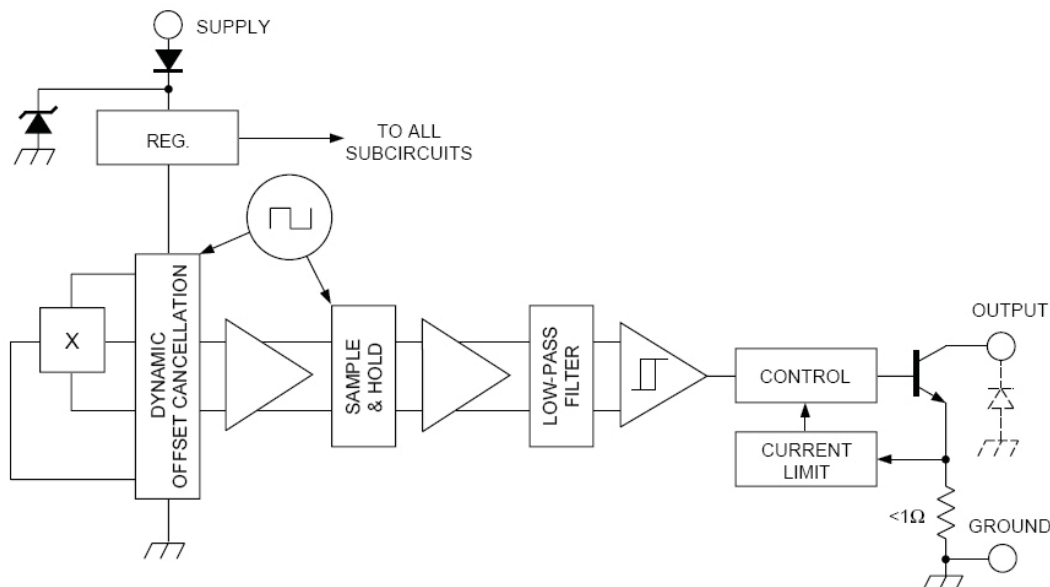 SUPPLY
REG.
TO ALL
SUBCIRCUITS
X
DYNAMIC
OFFSET CANCELLATION
SAMPLE
& HOLD
LOW-PASS
FILTER
CONTROL
CURRENT
LIMIT
OUTPUT
<1Ω
GROUND